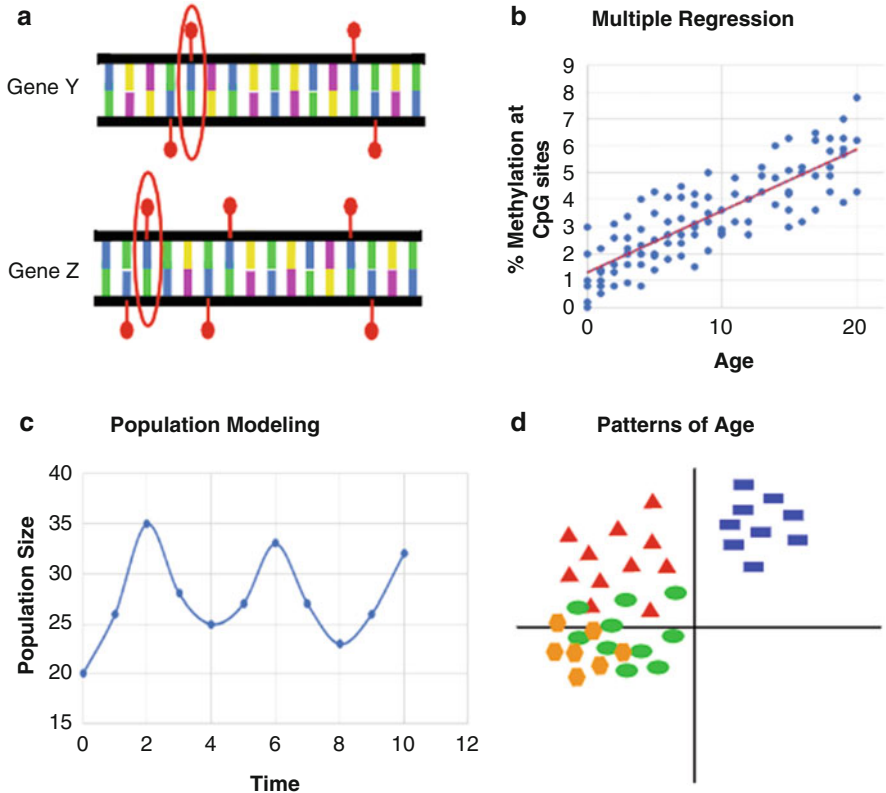 a
Gene Y
Gene Z
b
Multiple Regression
% Methylation at
CpG sites
9
8
7
6
5
4
3
2
1
0
0 10 20
Age
c
Population Modeling
Population Size
40
35
30
25
20
15
0 2 4 6 8 10 12
Time
d
Patterns of Age